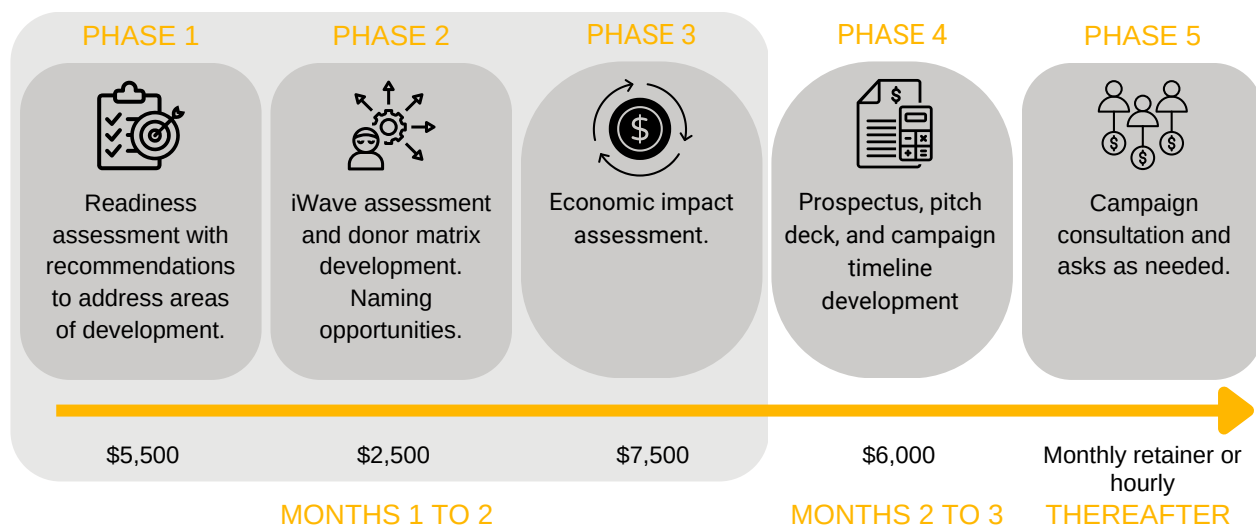 PHASE 1
PHASE 2
PHASE 3
PHASE 4
PHASE 5
Readiness
assessment with
recommendations
to address areas
of development.
iWave assessment
and donor matrix
development.
Naming
opportunities.
Economic impact
assessment.
$
Prospectus, pitch
deck, and campaign
timeline
development
$
$
$
Campaign
consultation and
asks as needed.
$5,500
$2,500
$7,500
$6,000
Monthly retainer or
hourly
MONTHS 1 TO 2
MONTHS 2 TO 3
THEREAFTER